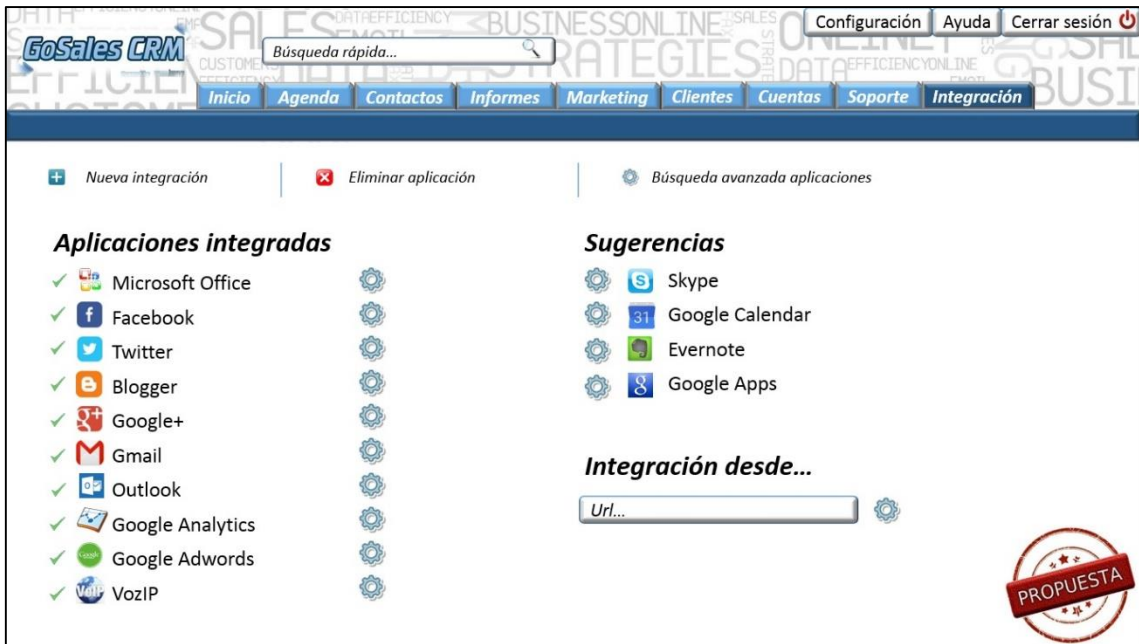 Configuración Ayuda Cerrar sesión
GoSales CRM
Búsqueda rápida...
Inicio Agenda Contactos Informes Marketing Clientes Cuentas Soporte Integración
Nueva integración Eliminar aplicación Búsqueda avanzada aplicaciones
Aplicaciones integradas
Microsoft Office
Facebook
Twitter
Blogger
Google+
Gmail
Outlook
Google Analytics
Google Adwords
VozIP
Sugerencias
Skype
31 Google Calendar
Evernote
Google Apps
Integración desde...
Url...
PROPUESTA